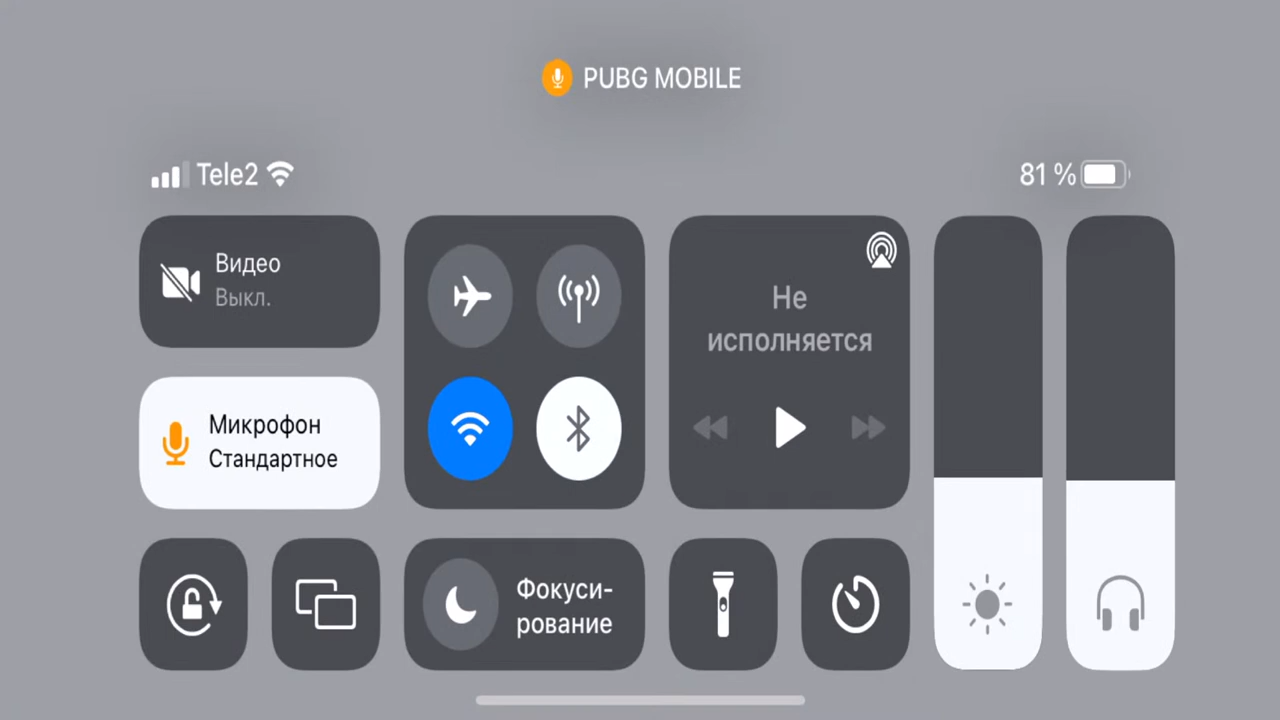 PUBG MOBILE
Tele2
81 %
Видео
Выкл.
Микрофон
Стандартное
Не
исполняется
Фокуси-
рование